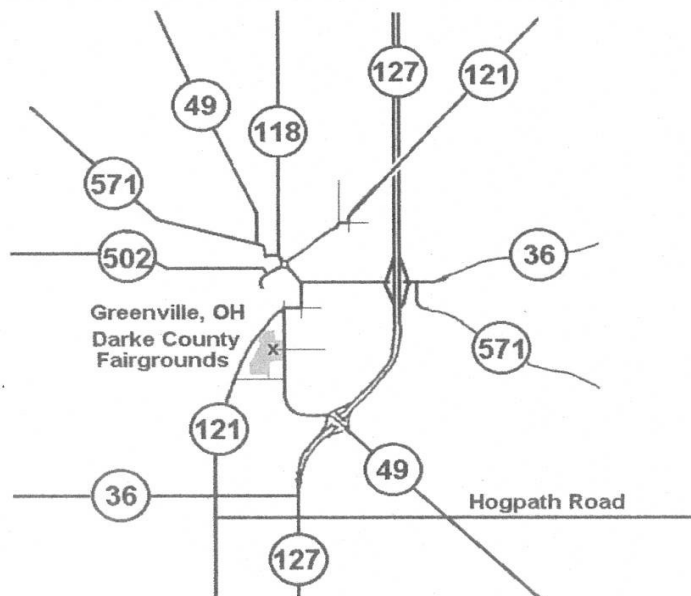 127
121
49
118
571
502
36
Greenville, OH
Darke County
Fairgrounds
x
571
121
49
36
Hogpath Road
127